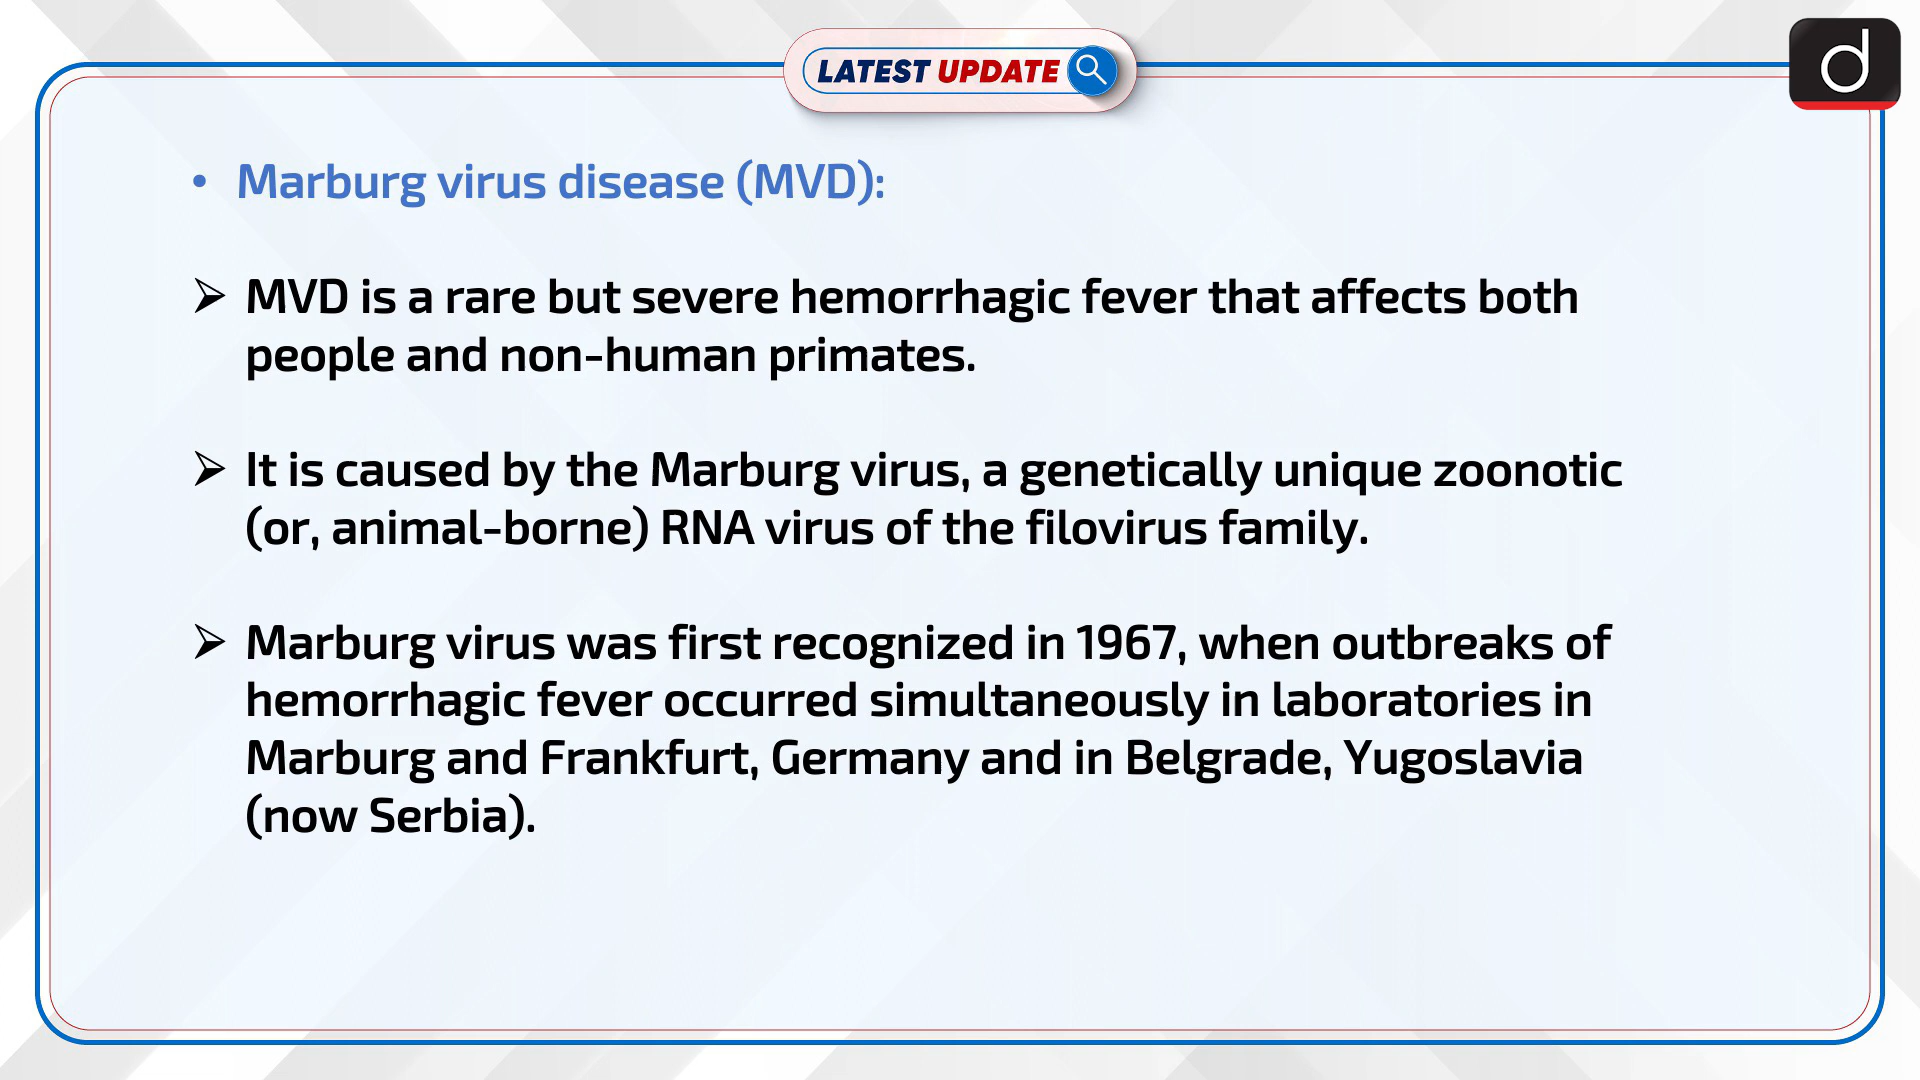 LATEST UPDATE
d
• Marburg virus disease (MVD):
➢ MVD is a rare but severe hemorrhagic fever that affects both
people and non-human primates.
➢ It is caused by the Marburg virus, a genetically unique zoonotic
(or, animal-borne) RNA virus of the filovirus family.
➢ Marburg virus was first recognized in 1967, when outbreaks of
hemorrhagic fever occurred simultaneously in laboratories in
Marburg and Frankfurt, Germany and in Belgrade, Yugoslavia
(now Serbia).